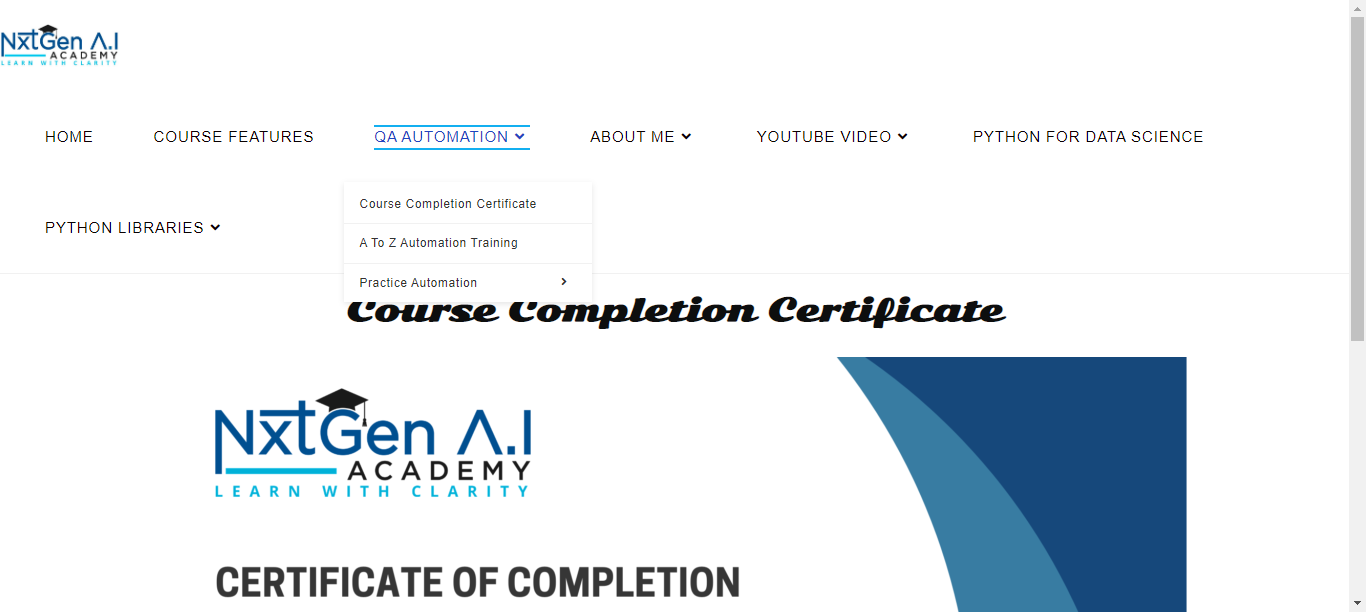 NxtGen A.I
ACADEMY
LEARN WITH CLARITY
HOME COURSE FEATURES QA AUTOMATION ABOUT ME YOUTUBE VIDEO PYTHON FOR DATA SCIENCE
PYTHON LIBRARIES
Course Completion Certificate
A To Z Automation Training
Practice Automation
Course Completion Certificate
NxtGen A.I
ACADEMY
LEARN WITH CLARITY
CERTIFICATE OF COMPLETION